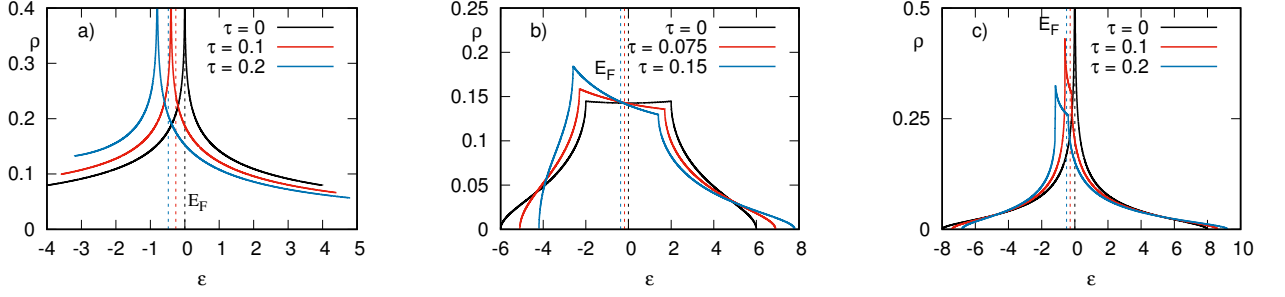 0.4
0.3
0.2
0.1
0
ρ
a)
τ = 0
τ = 0.1
τ = 0.2
E_F
-4 -3 -2 -1 0 1 2 3 4 5
ε
0.25
0.2
0.15
0.1
0.05
0
ρ
b)
τ = 0
τ = 0.075
τ = 0.15
E_F
-6 -4 -2 0 2 4 6 8
ε
0.5
0.25
0
ρ
c)
E_F
τ = 0
τ = 0.1
τ = 0.2
-8 -6 -4 -2 0 2 4 6 8 10
ε